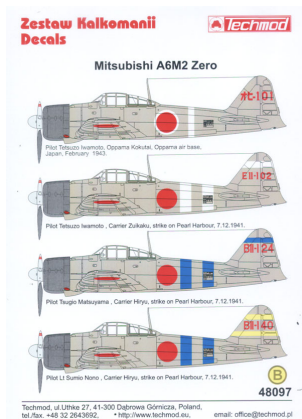 Zestaw Kalkomanii
Decals
Techmod
Mitsubishi A6M2 Zero
オヒ-101
Pilot Tetsuzo Iwamoto, Oppama Kokutai, Oppama air base,
Japan, February 1943.
EII-102
Pilot Tetsuzo Iwamoto , Carrier Zuikaku, strike on Pearl Harbour, 7.12.1941.
BII-124
Pilot Tsugio Matsuyama , Carrier Hiryu, strike on Pearl Harbour, 7.12.1941.
BII-140
Pilot Lt Sumio Nono , Carrier Hiryu, strike on Pearl Harbour, 7.12.1941.
B
48097
Techmod, ul.Uthke 27, 41-300 Dąbrowa Górnicza, Poland,
tel./fax. +48 32 2643692, * http://www.techmod.eu, email: office@techmod.pl